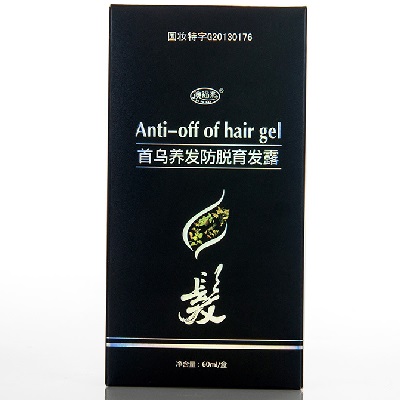 国妆特字G20130176
Anti-off of hair gel
首乌养发防脱育发露
髮
净含量：60ml/盒